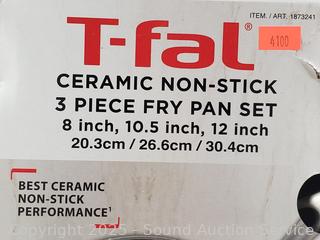 ITEM. / ART. 1873241
T-fal®
4100
CERAMIC NON-STICK
3 PIECE FRY PAN SET
8 inch, 10.5 inch, 12 inch
20.3cm / 26.6cm / 30.4cm
BEST CERAMIC
NON-STICK
PERFORMANCE¹
Copyright 2025 - Sound Auction Service